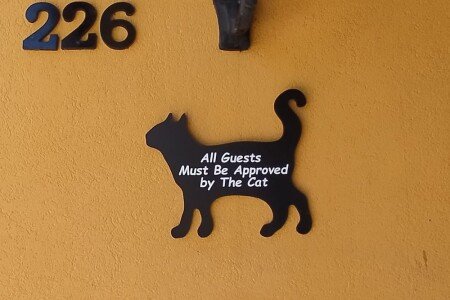 226
All Guests
Must Be Approved
by The Cat